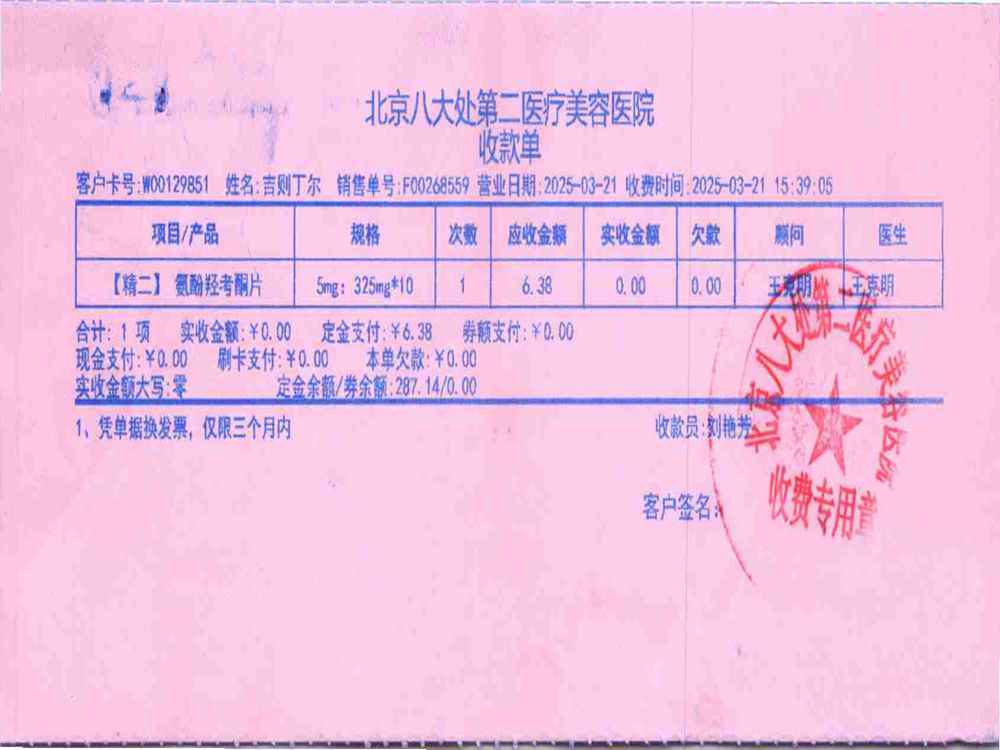 北京八大处第二医疗美容医院
收款单
客户卡号:W00129851 姓名:吉则丁尔 销售单号:F00268559 营业日期:2025-03-21 收费时间:2025-03-21 15:39:05
项目/产品 规格 次数 应收金额 实收金额 欠款 顾问 医生
【精二】 氨酚羟考酮片 5mg: 325mg*10 1 6.38 0.00 0.00 王克明 王克明
合计: 1 项 实收金额:¥0.00 定金支付:¥6.38 券额支付:¥0.00
现金支付:¥0.00 刷卡支付:¥0.00 本单欠款:¥0.00
实收金额大写:零 定金余额/券余额:287.14/0.00
1、凭单据换发票, 仅限三个月内 收款员:刘艳芳
客户签名:
北京八大处第二医疗美容医院
收费专用章